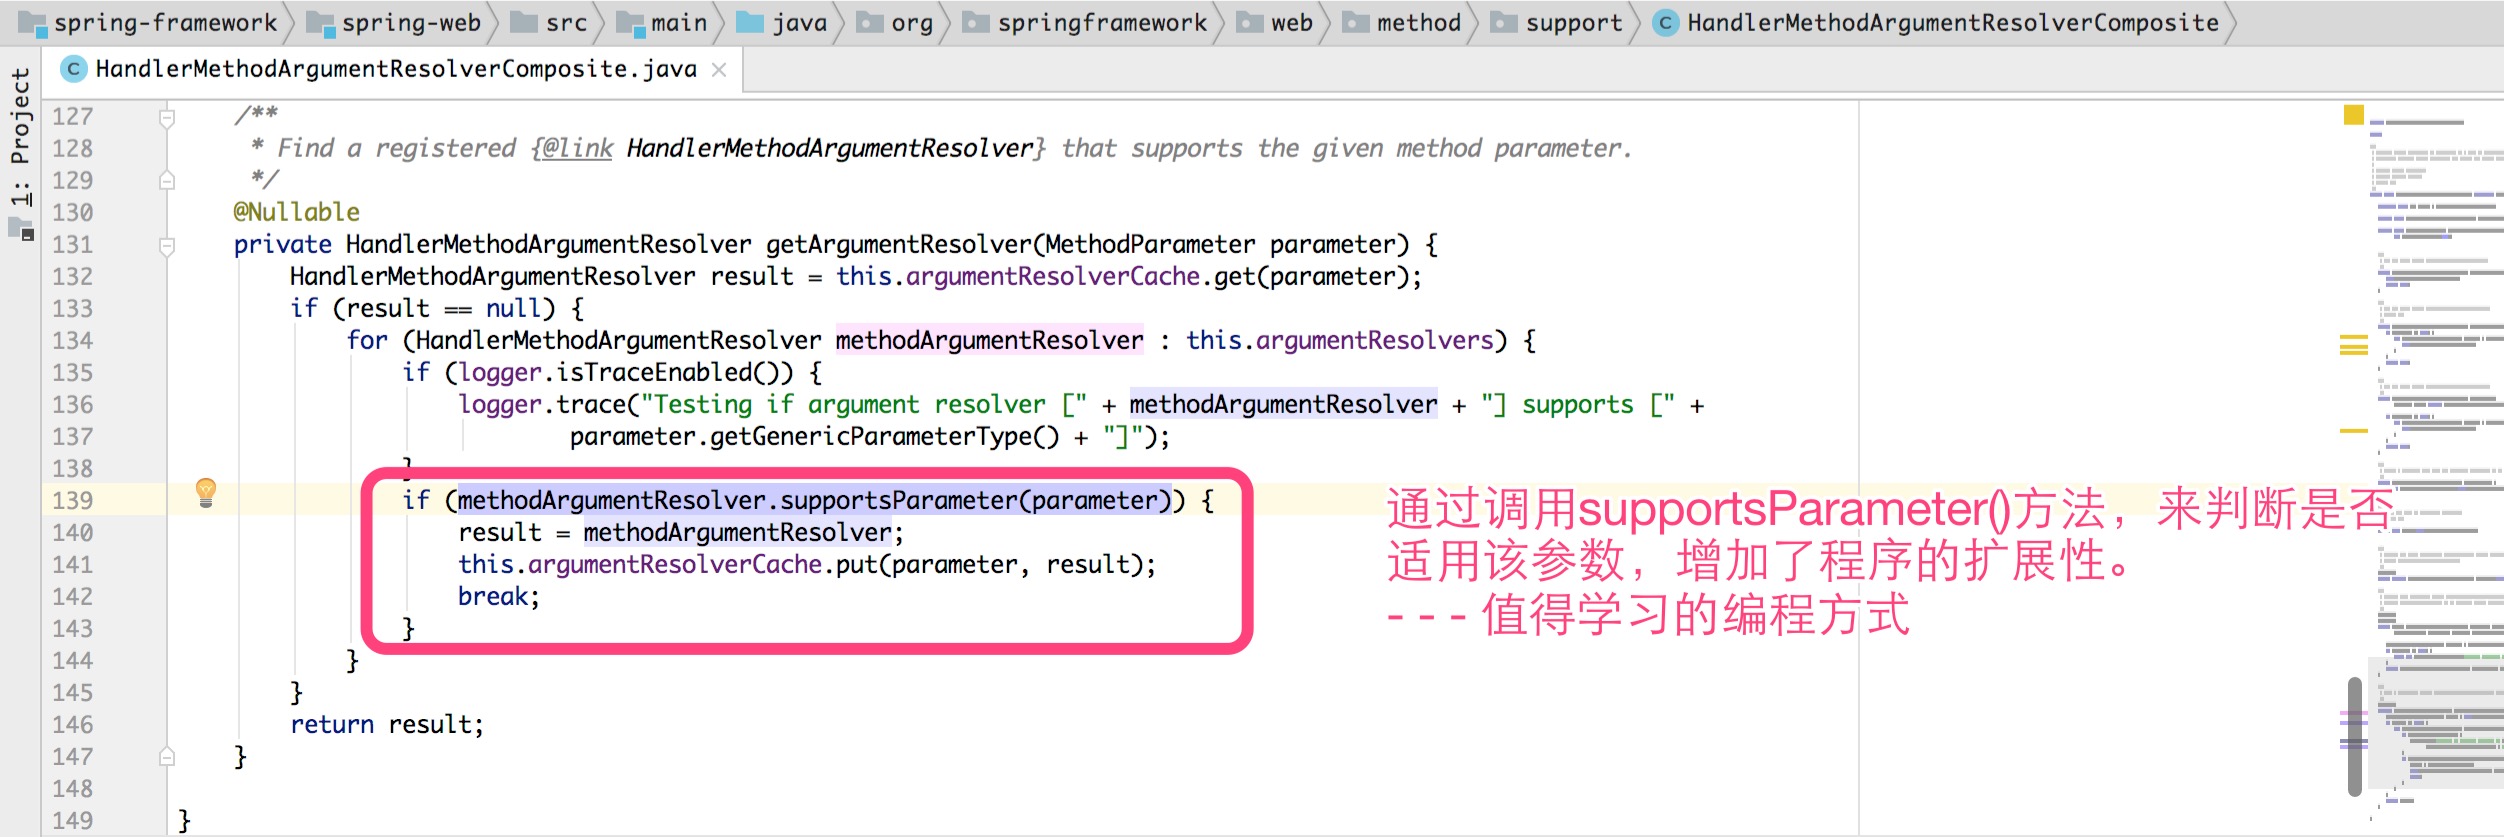 spring-framework spring-web src main java org springframework web method support HandlerMethodArgumentResolverComposite
HandlerMethodArgumentResolverComposite.java
1: Project
127 /**
128 * Find a registered {@link HandlerMethodArgumentResolver} that supports the given method parameter.
129 */
130 @Nullable
131 private HandlerMethodArgumentResolver getArgumentResolver(MethodParameter parameter) {
132 HandlerMethodArgumentResolver result = this.argumentResolverCache.get(parameter);
133 if (result == null) {
134 for (HandlerMethodArgumentResolver methodArgumentResolver : this.argumentResolvers) {
135 if (logger.isTraceEnabled()) {
136 logger.trace("Testing if argument resolver [" + methodArgumentResolver + "] supports [" +
137 parameter.getGenericParameterType() + "]");
138 }
139 if (methodArgumentResolver.supportsParameter(parameter)) {
140 result = methodArgumentResolver;
141 this.argumentResolverCache.put(parameter, result);
142 break;
143 }
144 }
145 }
146 return result;
147 }
148
149 }
通过调用supportsParameter()方法，来判断是否
适用该参数，增加了程序的扩展性。
- - - 值得学习的编程方式